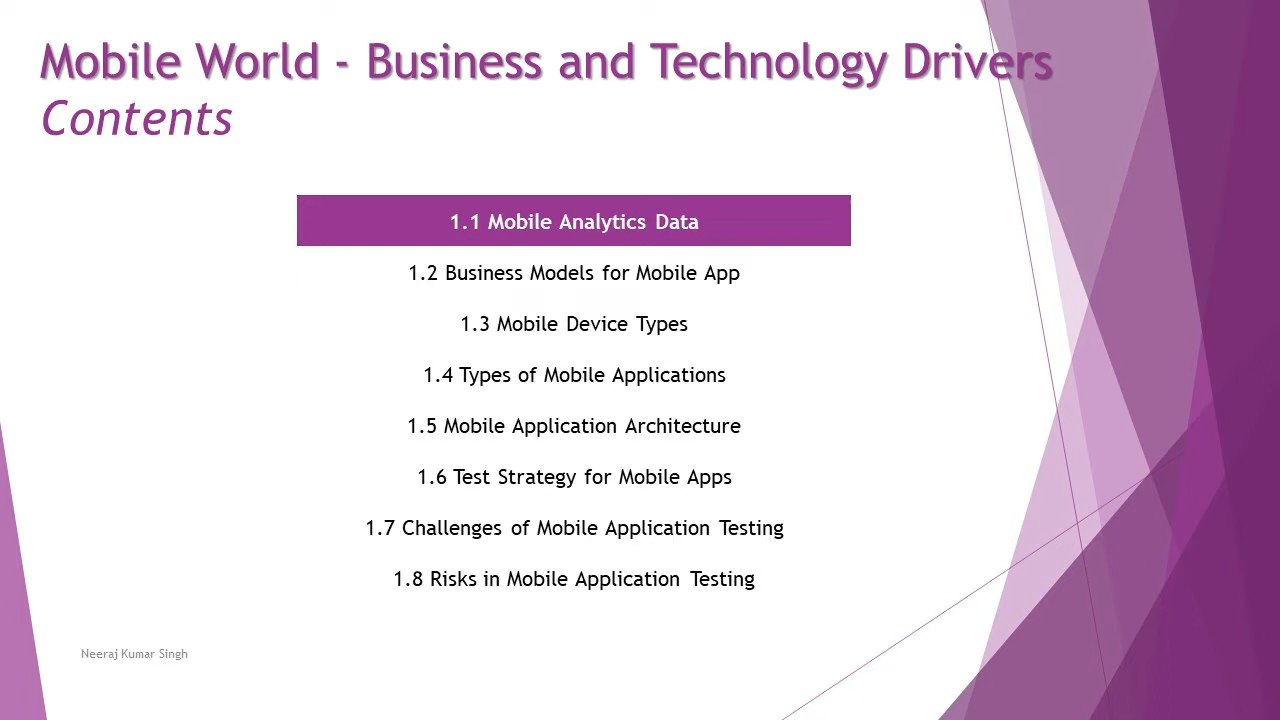 Mobile World - Business and Technology Drivers
Contents
1.1 Mobile Analytics Data
1.2 Business Models for Mobile App
1.3 Mobile Device Types
1.4 Types of Mobile Applications
1.5 Mobile Application Architecture
1.6 Test Strategy for Mobile Apps
1.7 Challenges of Mobile Application Testing
1.8 Risks in Mobile Application Testing
Neeraj Kumar Singh